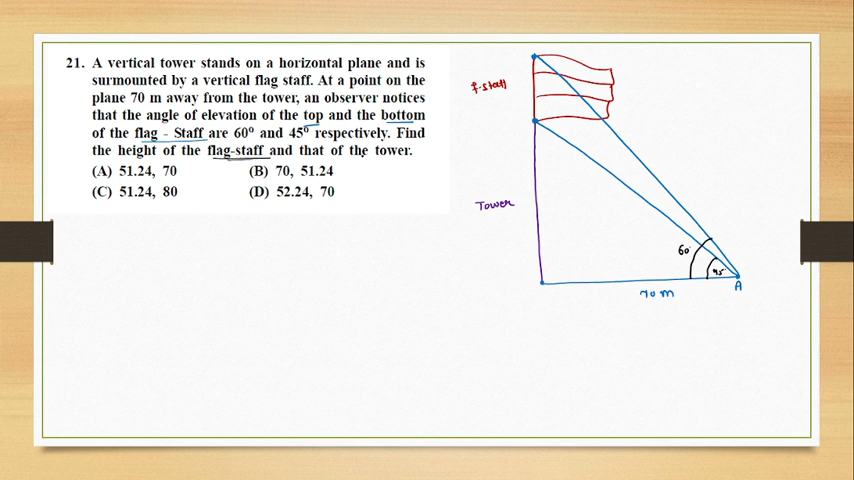 21. A vertical tower stands on a horizontal plane and is
surmounted by a vertical flag staff. At a point on the
plane 70 m away from the tower, an observer notices
that the angle of elevation of the top and the bottom
of the flag - Staff are 60° and 45° respectively. Find
the height of the flag-staff and that of the tower.
(A) 51.24, 70 (B) 70, 51.24
(C) 51.24, 80 (D) 52.24, 70
f.staff
Tower
60°
45°
A
70 m